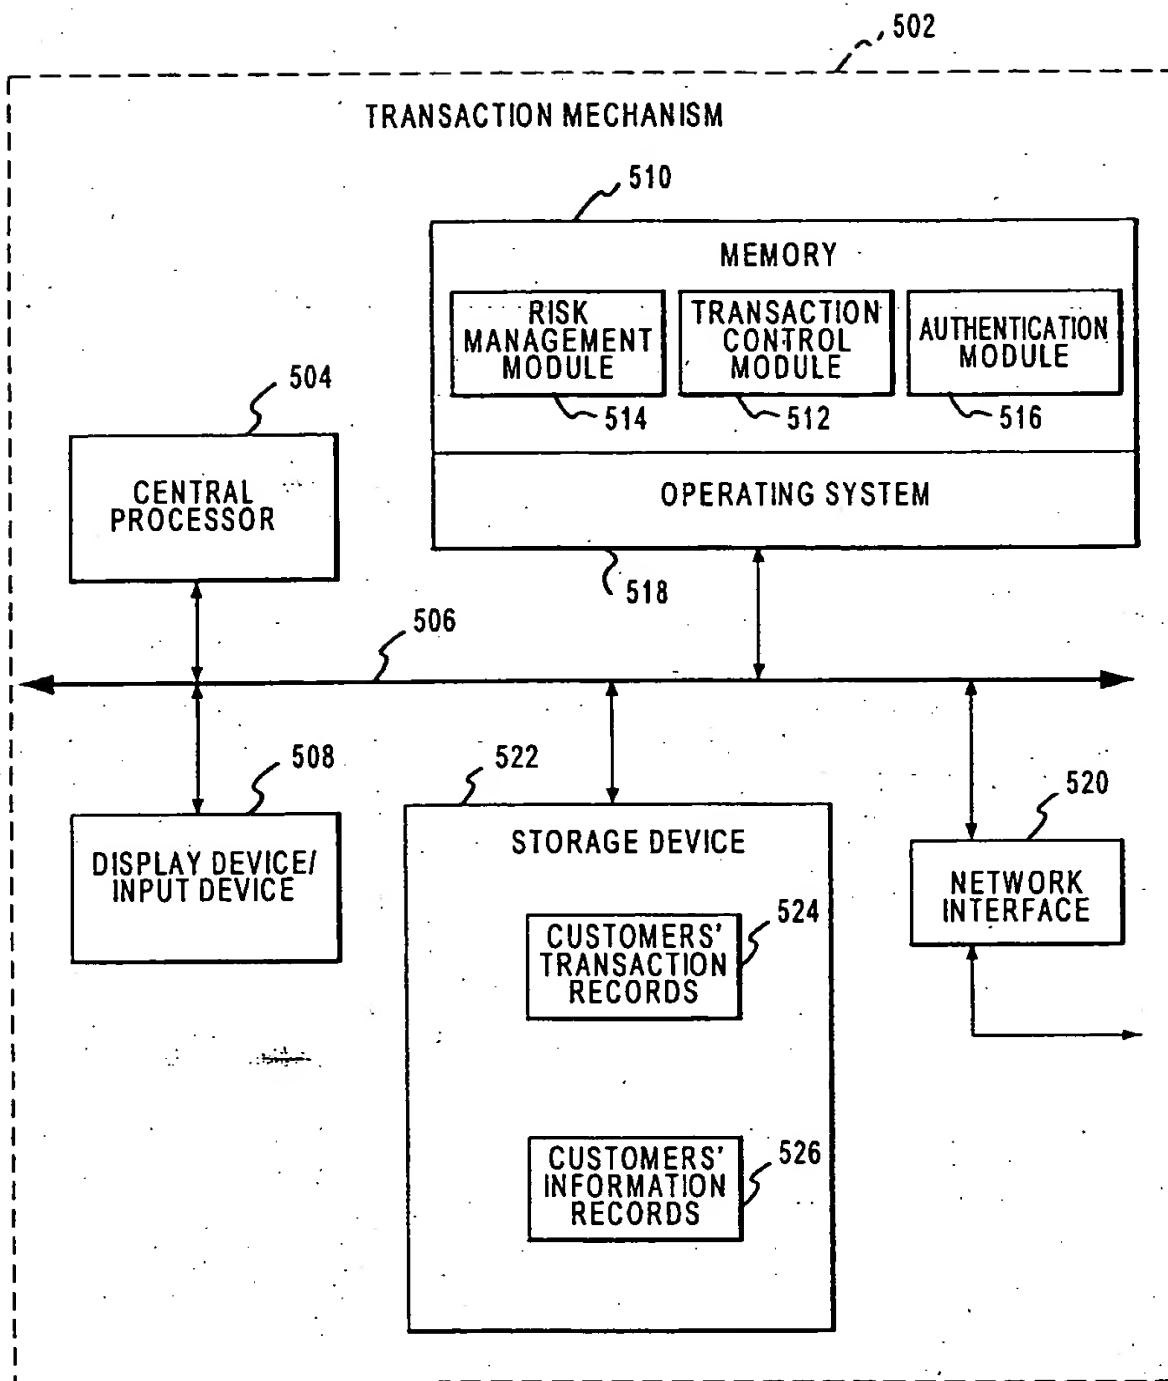 502
TRANSACTION MECHANISM
510
MEMORY
RISK
MANAGEMENT
MODULE
TRANSACTION
CONTROL
MODULE
AUTHENTICATION
MODULE
514
512
516
504
CENTRAL
PROCESSOR
OPERATING SYSTEM
518
506
508
522
520
DISPLAY DEVICE/
INPUT DEVICE
STORAGE DEVICE
NETWORK
INTERFACE
524
CUSTOMERS'
TRANSACTION
RECORDS
526
CUSTOMERS'
INFORMATION
RECORDS